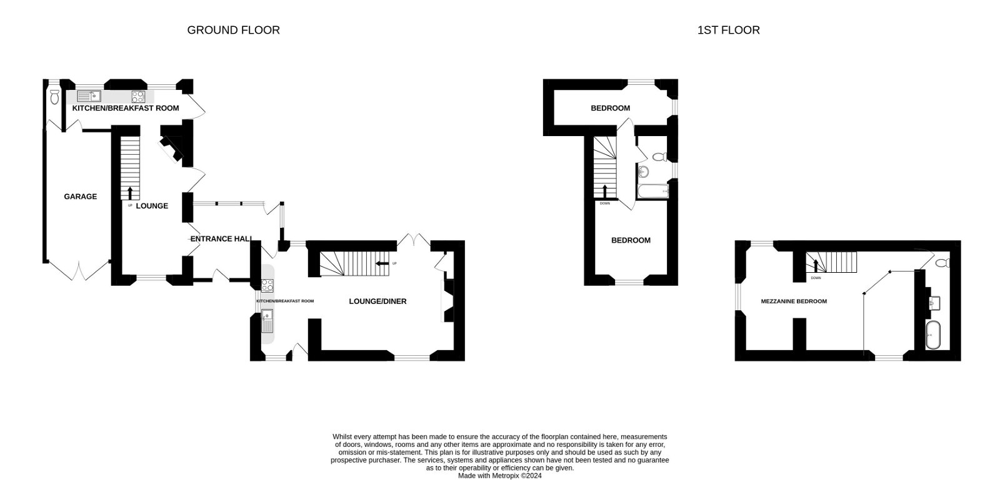 GROUND FLOOR
1ST FLOOR
KITCHEN/BREAKFAST ROOM
GARAGE
UP
LOUNGE
ENTRANCE HALL
UP
KITCHEN/BREAKFAST ROOM
LOUNGE/DINER
BEDROOM
DOWN
BEDROOM
DOWN
MEZZANINE BEDROOM
Whilst every attempt has been made to ensure the accuracy of the floorplan contained here, measurements
of doors, windows, rooms and any other items are approximate and no responsibility is taken for any error,
omission or mis-statement. This plan is for illustrative purposes only and should be used as such by any
prospective purchaser. The services, systems and appliances shown have not been tested and no guarantee
as to their operability or efficiency can be given.
Made with Metropix ©2024